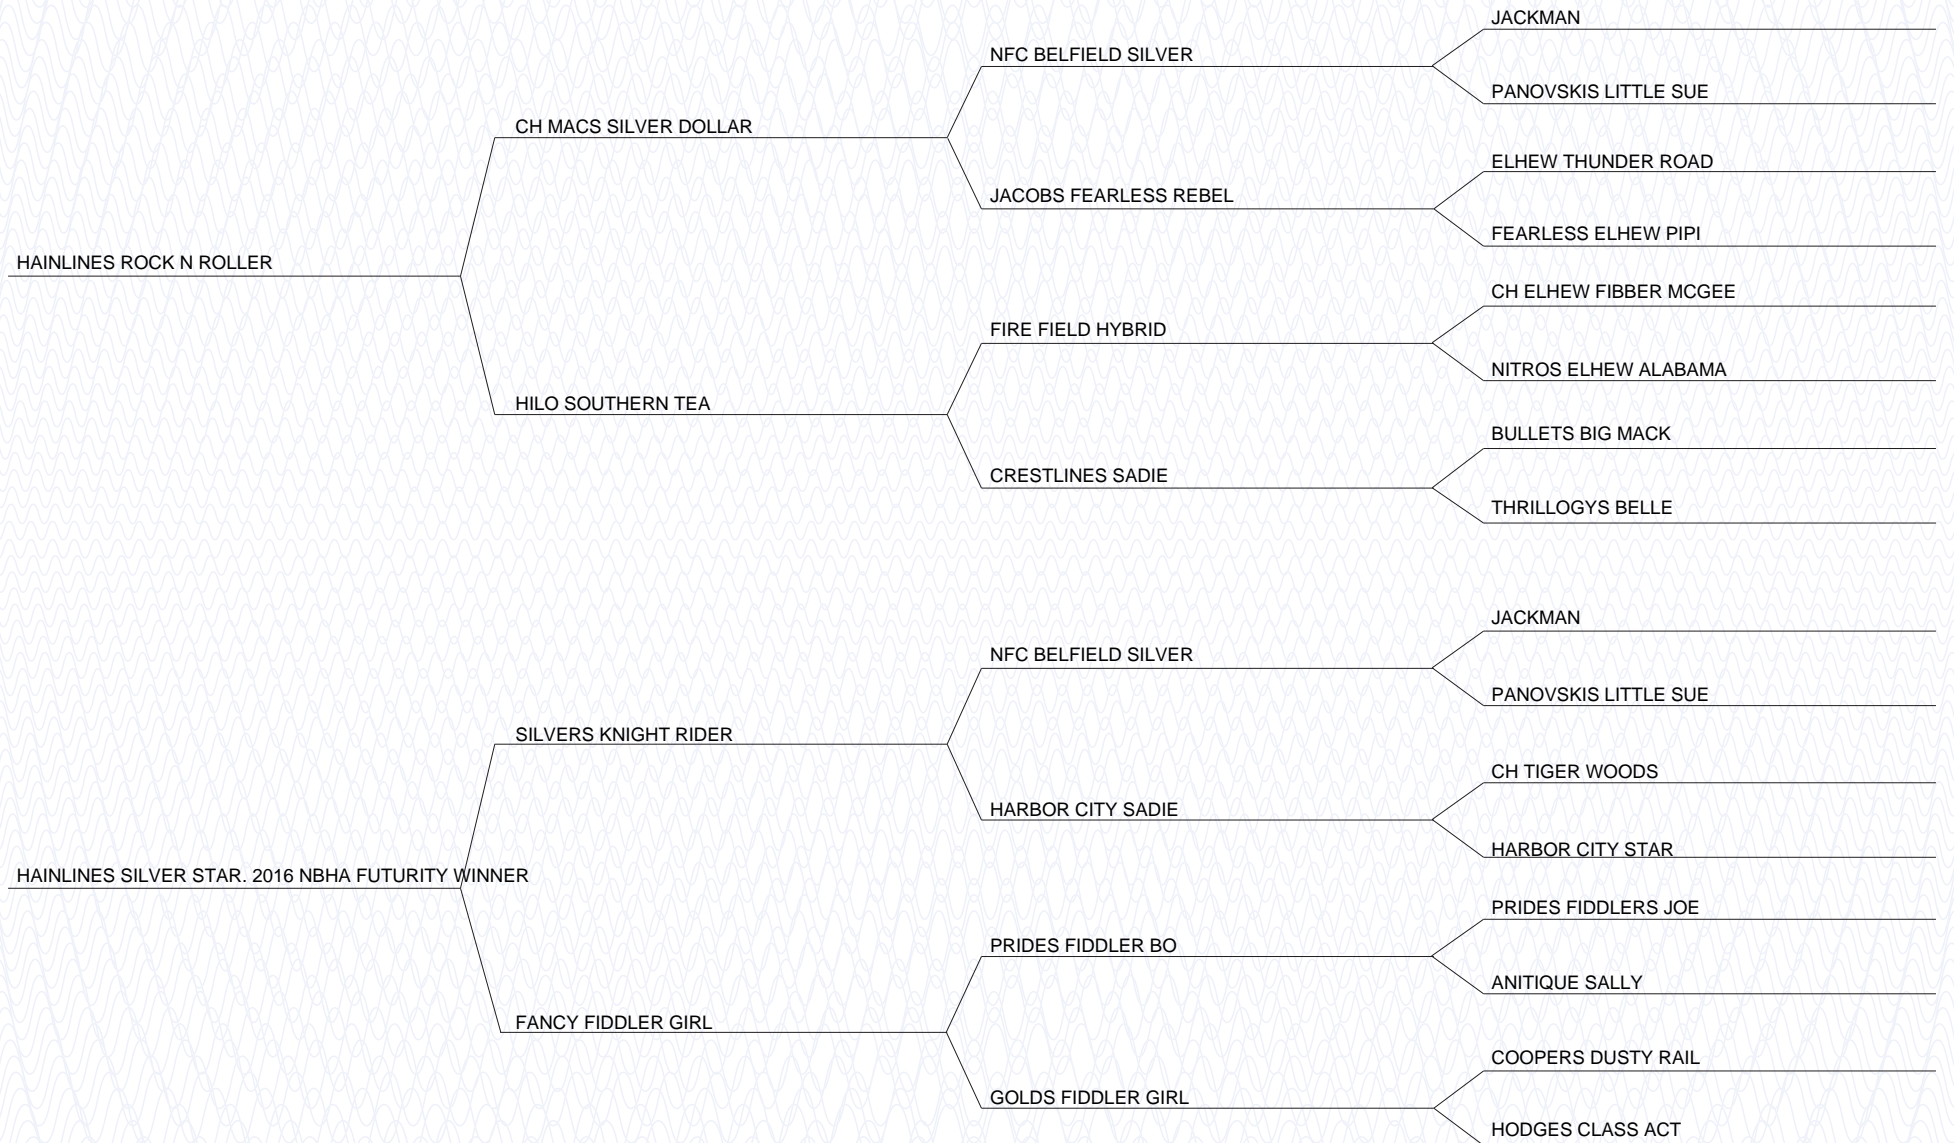 JACKMAN
NFC BELFIELD SILVER
PANOVSKIS LITTLE SUE
CH MACS SILVER DOLLAR
ELHEW THUNDER ROAD
JACOBS FEARLESS REBEL
FEARLESS ELHEW PIPI
HAINLINES ROCK N ROLLER
CH ELHEW FIBBER MCGEE
FIRE FIELD HYBRID
NITROS ELHEW ALABAMA
HILO SOUTHERN TEA
BULLETS BIG MACK
CRESTLINES SADIE
THRILLOGYS BELLE
JACKMAN
NFC BELFIELD SILVER
PANOVSKIS LITTLE SUE
SILVERS KNIGHT RIDER
CH TIGER WOODS
HARBOR CITY SADIE
HARBOR CITY STAR
HAINLINES SILVER STAR. 2016 NBHA FUTURITY WINNER
PRIDES FIDDLERS JOE
PRIDES FIDDLER BO
ANITIQUE SALLY
FANCY FIDDLER GIRL
COOPERS DUSTY RAIL
GOLDS FIDDLER GIRL
HODGES CLASS ACT